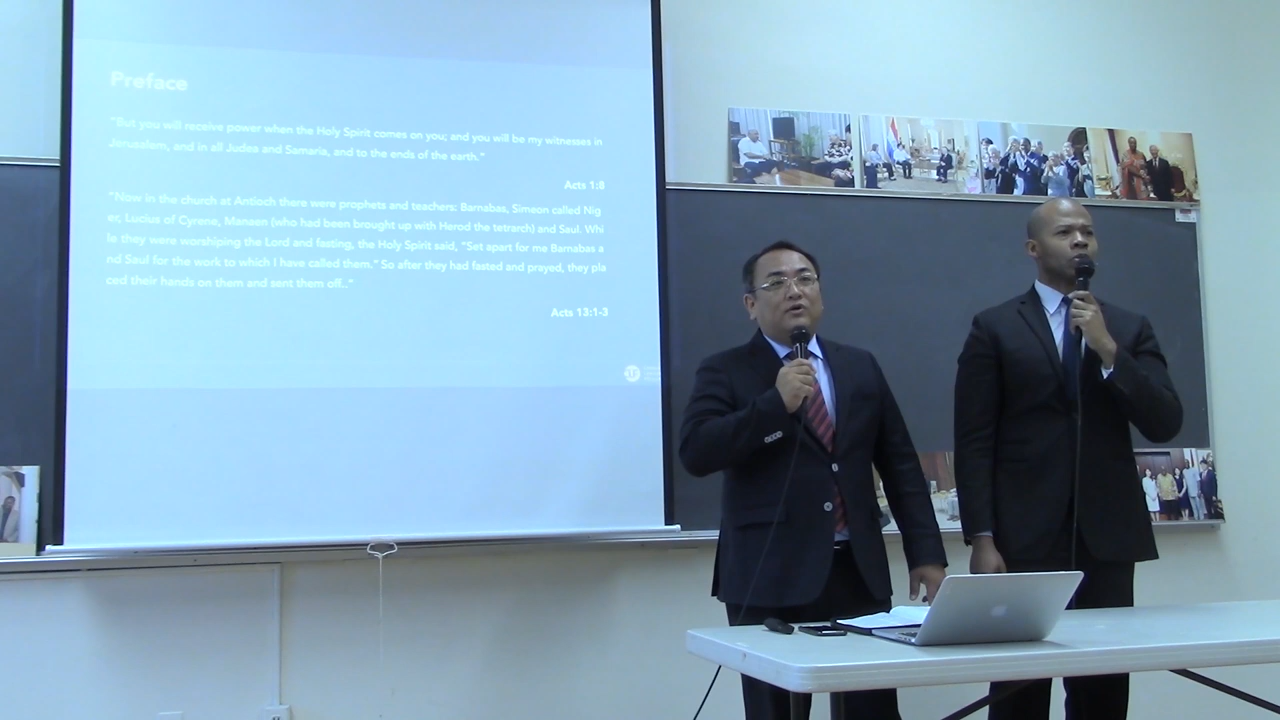 Preface
"But you will receive power when the Holy Spirit comes on you; and you will be my witnesses in
Jerusalem, and in all Judea and Samaria, and to the ends of the earth."
Acts 1:8
"Now in the church at Antioch there were prophets and teachers: Barnabas, Simeon called Nig
er, Lucius of Cyrene, Manaen (who had been brought up with Herod the tetrarch) and Saul. Whi
le they were worshiping the Lord and fasting, the Holy Spirit said, "Set apart for me Barnabas a
nd Saul for the work to which I have called them." So after they had fasted and prayed, they pla
ced their hands on them and sent them off.."
Acts 13:1-3